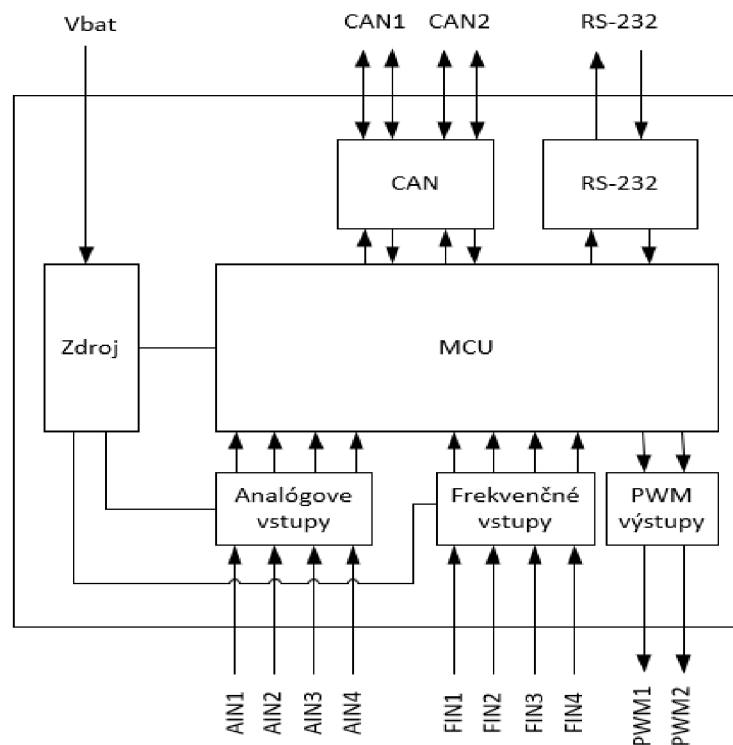 Vbat
CAN1
CAN2
RS-232
CAN
RS-232
Zdroj
MCU
Analógove
vstupy
Frekvenčné
vstupy
PWM
výstupy
AIN1
AIN2
AIN3
AIN4
FIN1
FIN2
FIN3
FIN4
PWM1
PWM2